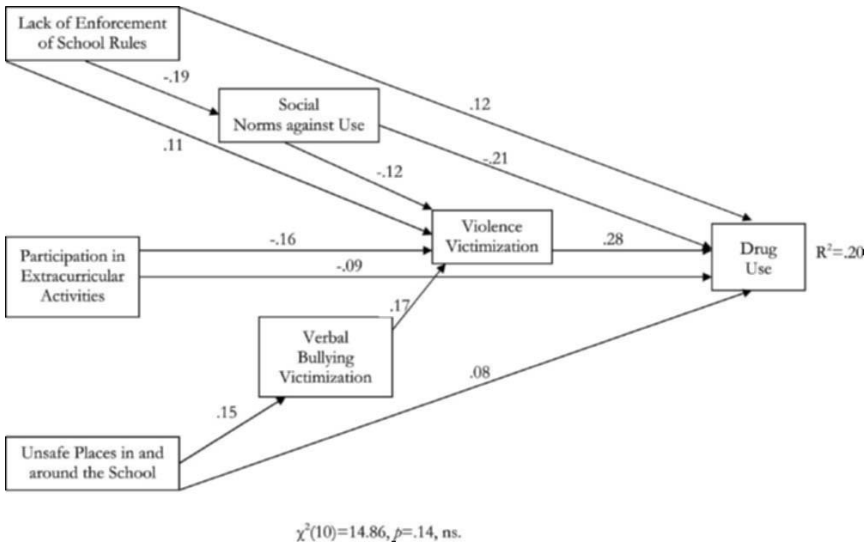 Lack of Enforcement
of School Rules
-.19
.12
Social
Norms against Use
.11
-.21
-.12
Violence
Victimization
.28
Drug
Use
R²=.20
Participation in
Extracurricular
Activities
-.16
-.09
.17
Verbal
Bullying
Victimization
.08
.15
Unsafe Places in and
around the School
χ²(10)=14.86, p=.14, ns.